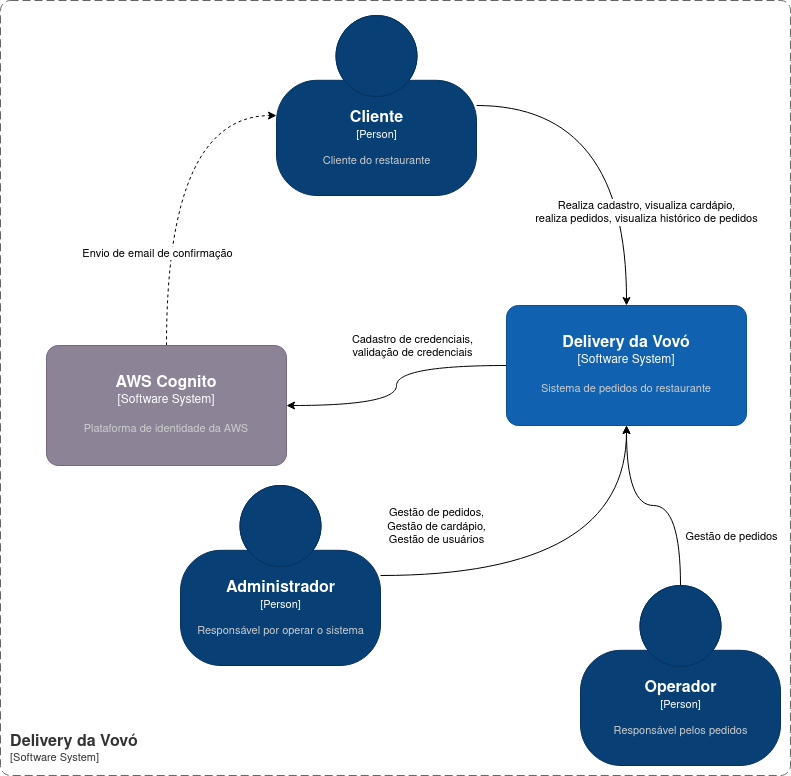 Cliente
[Person]
Cliente do restaurante
Realiza cadastro, visualiza cardápio,
realiza pedidos, visualiza histórico de pedidos
Envio de email de confirmação
Cadastro de credenciais,
validação de credenciais
Delivery da Vovó
[Software System]
Sistema de pedidos do restaurante
AWS Cognito
[Software System]
Plataforma de identidade da AWS
Gestão de pedidos,
Gestão de cardápio,
Gestão de usuários
Gestão de pedidos
Administrador
[Person]
Responsável por operar o sistema
Operador
[Person]
Responsável pelos pedidos
Delivery da Vovó
[Software System]